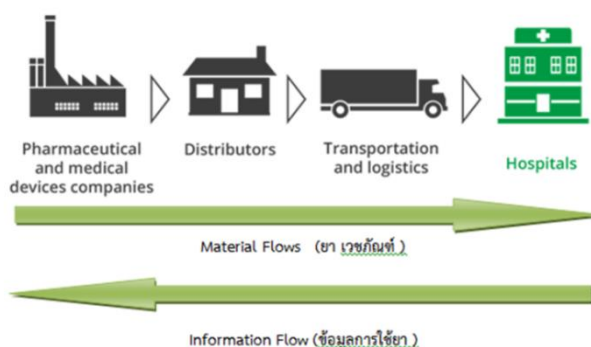 Pharmaceutical
and medical
devices companies
Distributors
Transportation
and logistics
Hospitals
Material Flows (ยา เวชภัณฑ์ )
Information Flow (ข้อมูลการใช้ยา )